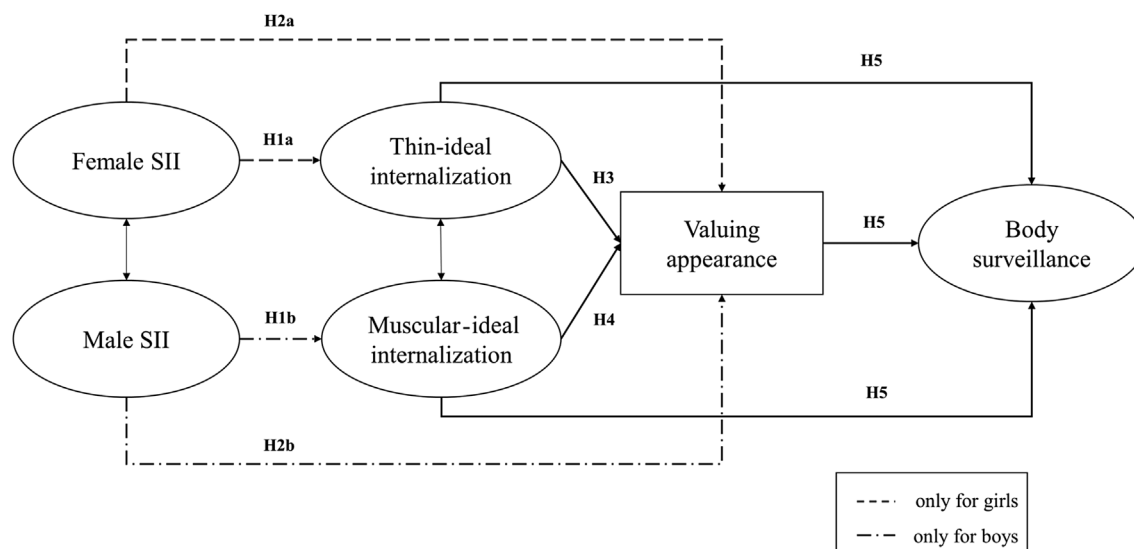 H2a
H5
Female SII
H1a
Thin-ideal
internalization
H3
Valuing
appearance
H5
Body
surveillance
Male SII
H1b
Muscular-ideal
internalization
H4
H5
H2b
only for girls
only for boys